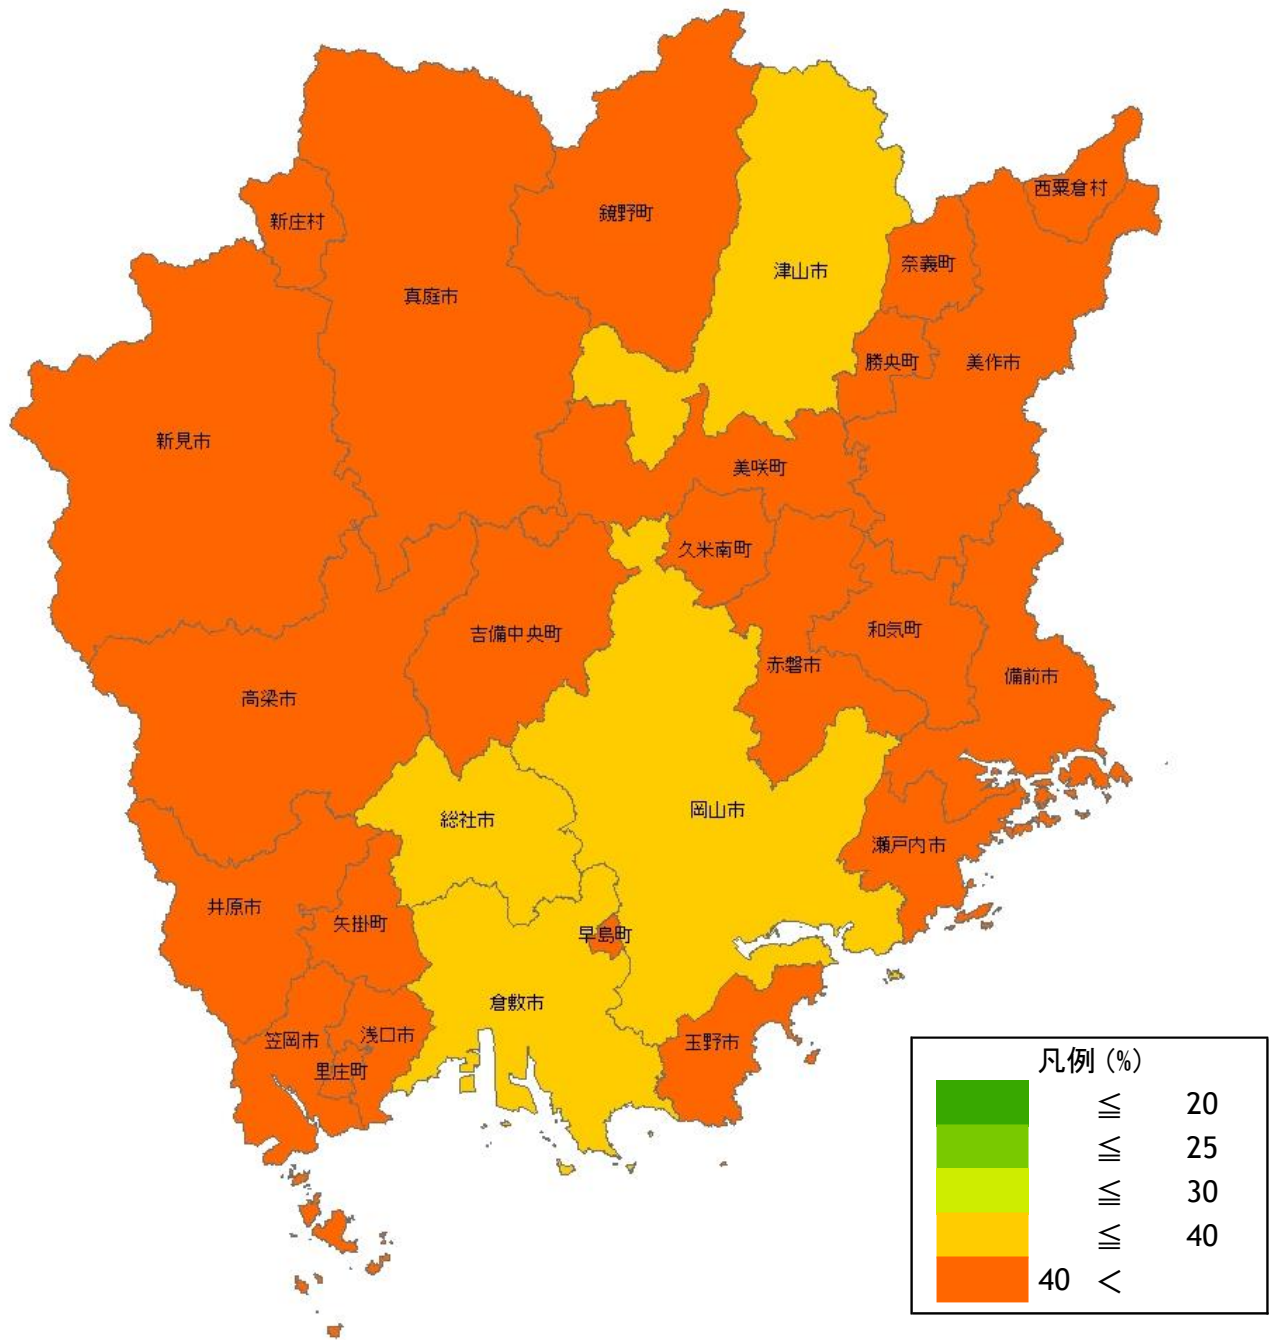 西粟倉村
新庄村
鏡野町
奈義町
津山市
真庭市
勝央町
美作市
新見市
美咲町
久米南町
吉備中央町
和気町
赤磐市
備前市
高梁市
岡山市
総社市
瀬戸内市
井原市
矢掛町
早島町
倉敷市
笠岡市
浅口市
玉野市
里庄町
凡例 (%)
≦ 20
≦ 25
≦ 30
≦ 40
40 <